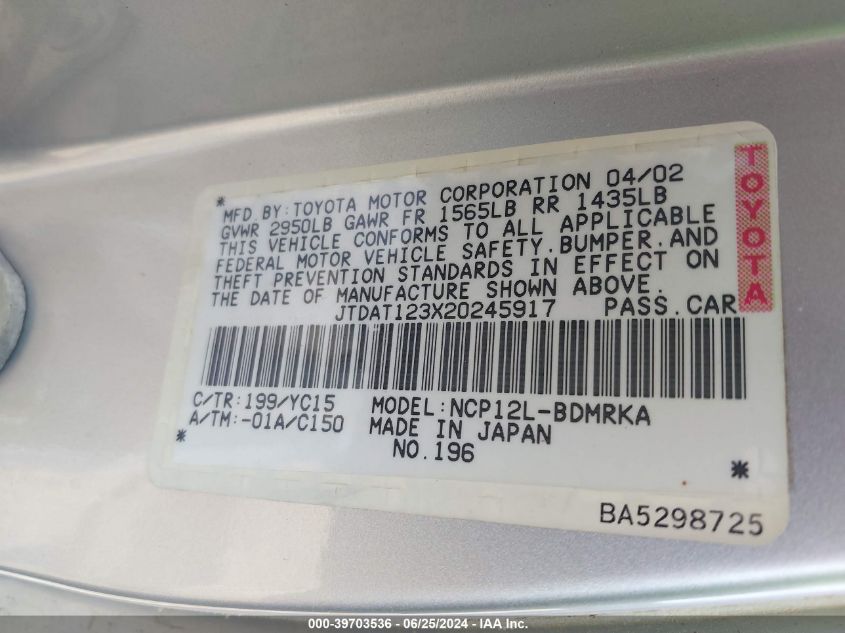 * MFD.BY:TOYOTA MOTOR CORPORATION 04/02
GVWR 2950LB GAWR FR 1565LB RR 1435LB
THIS VEHICLE CONFORMS TO ALL APPLICABLE
FEDERAL MOTOR VEHICLE SAFETY,BUMPER,AND
THEFT PREVENTION STANDARDS IN EFFECT ON
THE DATE OF MANUFACTURE SHOWN ABOVE.
JTDAT123X20245917 PASS.CAR
TOYOTA
C/TR:199/YC15 MODEL:NCP12L-BDMRKA
A/TM:-01A/C150 MADE IN JAPAN
* NO.196 *
BA5298725
000-39703536 - 06/25/2024 - © IAA Inc.